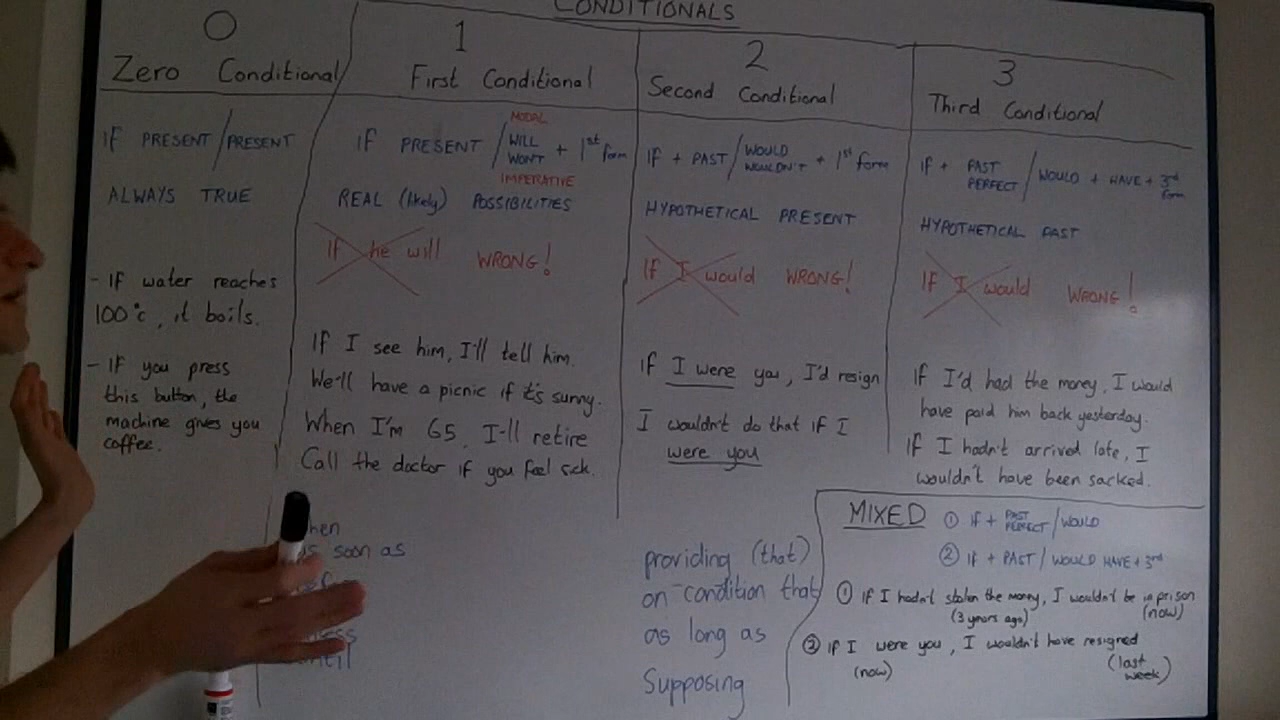 CONDITIONALS
0
Zero Conditional
IF PRESENT / PRESENT
ALWAYS TRUE
- If water reaches
100°c, it boils.
- If you press
this button, the
machine gives you
coffee.
1
First Conditional
MODAL
IF PRESENT / WILL WON'T + 1st form
IMPERATIVE
REAL (likely) POSSIBILITIES
If he will WRONG!
If I see him, I'll tell him.
We'll have a picnic if it's sunny.
When I'm 65, I'll retire
Call the doctor if you feel sick.
soon as
until
2
Second Conditional
IF + PAST / WOULD WOULDN'T + 1st form
HYPOTHETICAL PRESENT
If I would WRONG!
If I were you, I'd resign
I wouldn't do that if I
were you
providing (that)
on condition that
as long as
Supposing
3
Third Conditional
IF + PAST PERFECT / WOULD + HAVE + 3rd form
HYPOTHETICAL PAST
If I would WRONG!
If I'd had the money, I would
have paid him back yesterday.
If I hadn't arrived late, I
wouldn't have been sacked.
MIXED ① IF + PAST PERFECT / WOULD
② IF + PAST / WOULD HAVE + 3rd
① If I hadn't stolen the money, I wouldn't be in prison
(3 years ago) (now)
② If I were you, I wouldn't have resigned
(now) (last week)